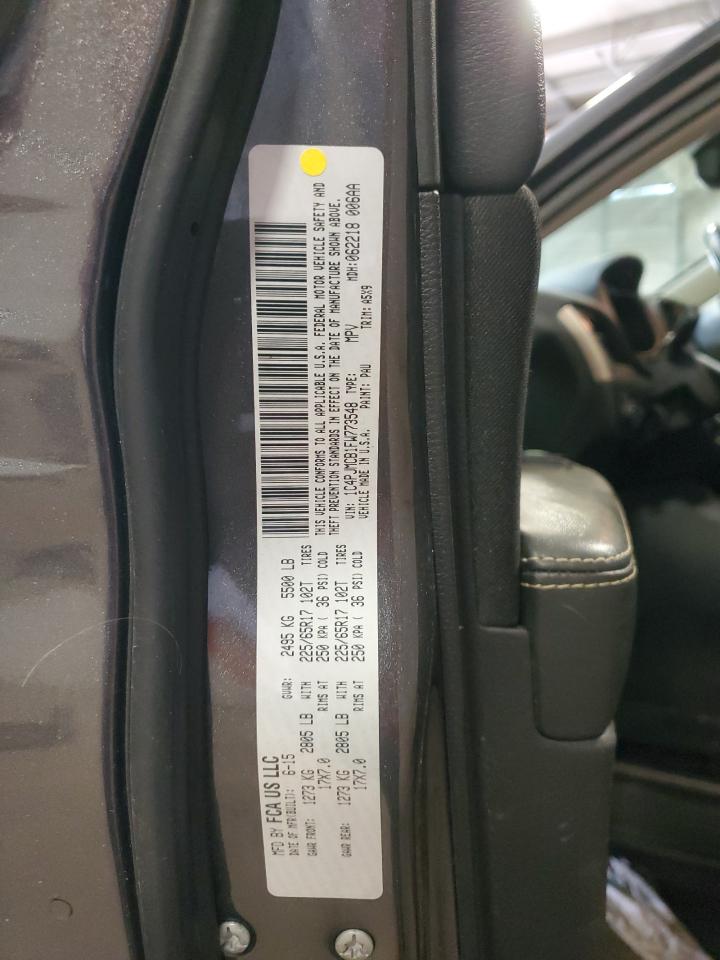 MFD BY FCA US LLC
DATE OF MFR(BUILT): 6-15 GVWR: 2495 KG 5500 LB
GAWR FRONT: 1273 KG 2805 LB WITH 225/65R17 102T TIRES
17X7.0 RIMS AT 250 KPA ( 36 PSI) COLD
GAWR REAR: 1273 KG 2805 LB WITH 225/65R17 102T TIRES
17X7.0 RIMS AT 250 KPA ( 36 PSI) COLD
THIS VEHICLE CONFORMS TO ALL APPLICABLE U.S.A. FEDERAL MOTOR VEHICLE SAFETY AND
THEFT PREVENTION STANDARDS IN EFFECT ON THE DATE OF MANUFACTURE SHOWN ABOVE.
VIN: 1C4PJMCB1FW773548 TYPE: MPV MDH:062218 006AA
VEHICLE MADE IN U.S.A. PAINT: PAU TRIM: A5X9